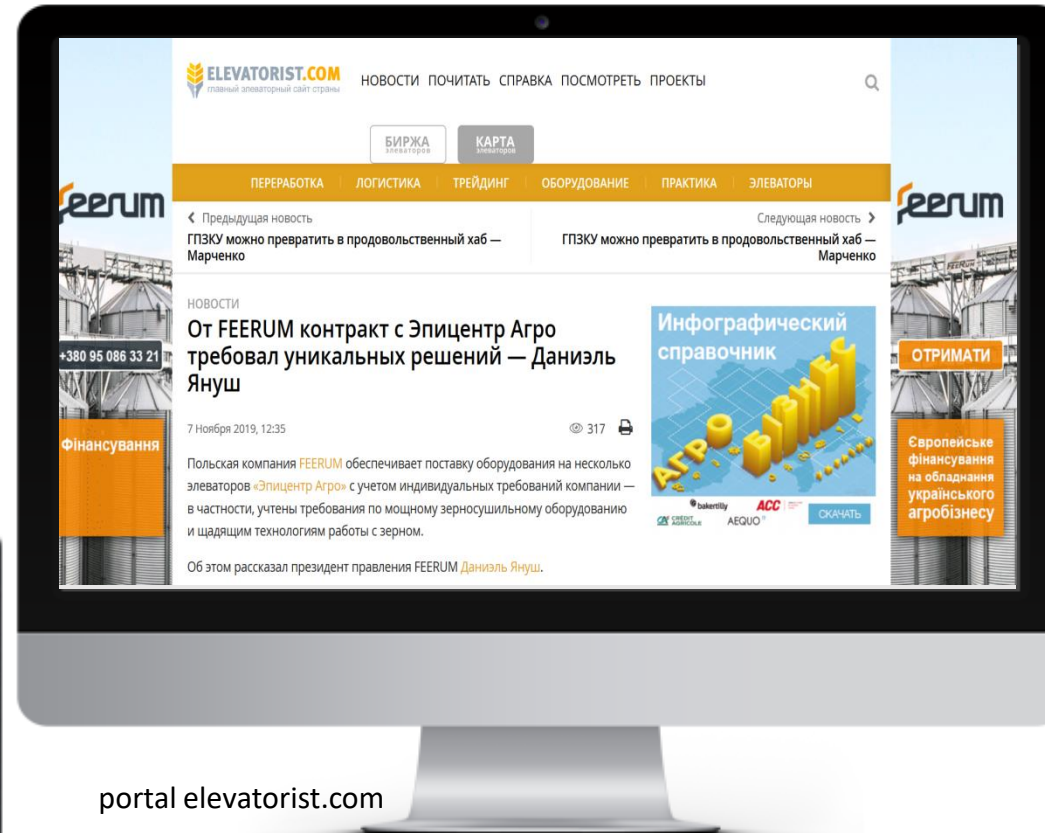 ELEVATORIST.COM
главный элеваторный сайт страны
НОВОСТИ ПОЧИТАТЬ СПРАВКА ПОСМОТРЕТЬ ПРОЕКТЫ
БИРЖА
элеваторов
КАРТА
элеваторов
ПЕРЕРАБОТКА
ЛОГИСТИКА
ТРЕЙДИНГ
ОБОРУДОВАНИЕ
ПРАКТИКА
ЭЛЕВАТОРЫ
feerum
+380 95 086 33 21
Фінансування
Предыдущая новость
ГПЗКУ можно превратить в продовольственный хаб —
Марченко
Следующая новость
ГПЗКУ можно превратить в продовольственный хаб —
Марченко
НОВОСТИ
От FEERUM контракт с Эпицентр Агро
требовал уникальных решений — Даниэль
Януш
7 Ноября 2019, 12:35
317
Польская компания FEERUM обеспечивает поставку оборудования на несколько
элеваторов «Эпицентр Агро» с учетом индивидуальных требований компании —
в частности, учтены требования по мощному зерносушильному оборудованию
и щадящим технологиям работы с зерном.
Об этом рассказал президент правления FEERUM Даниэль Януш.
Инфографический
справочник
АГРО
БІЗНЕС
bakertilly
ACC
CRÉDIT
AGRICOLE
AEQUO
СКАЧАТЬ
feerum
FEERUM
ОТРИМАТИ
Європейське
фінансування
на обладнання
українського
агробізнесу
portal elevatorist.com